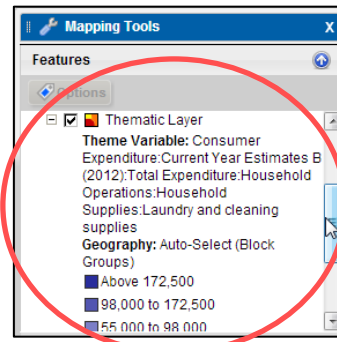 Mapping Tools X
Features
Options
Thematic Layer
Theme Variable: Consumer
Expenditure:Current Year Estimates B
(2012):Total Expenditure:Household
Operations:Household
Supplies:Laundry and cleaning
supplies
Geography: Auto-Select (Block
Groups)
Above 172,500
98,000 to 172,500
55,000 to 98,000